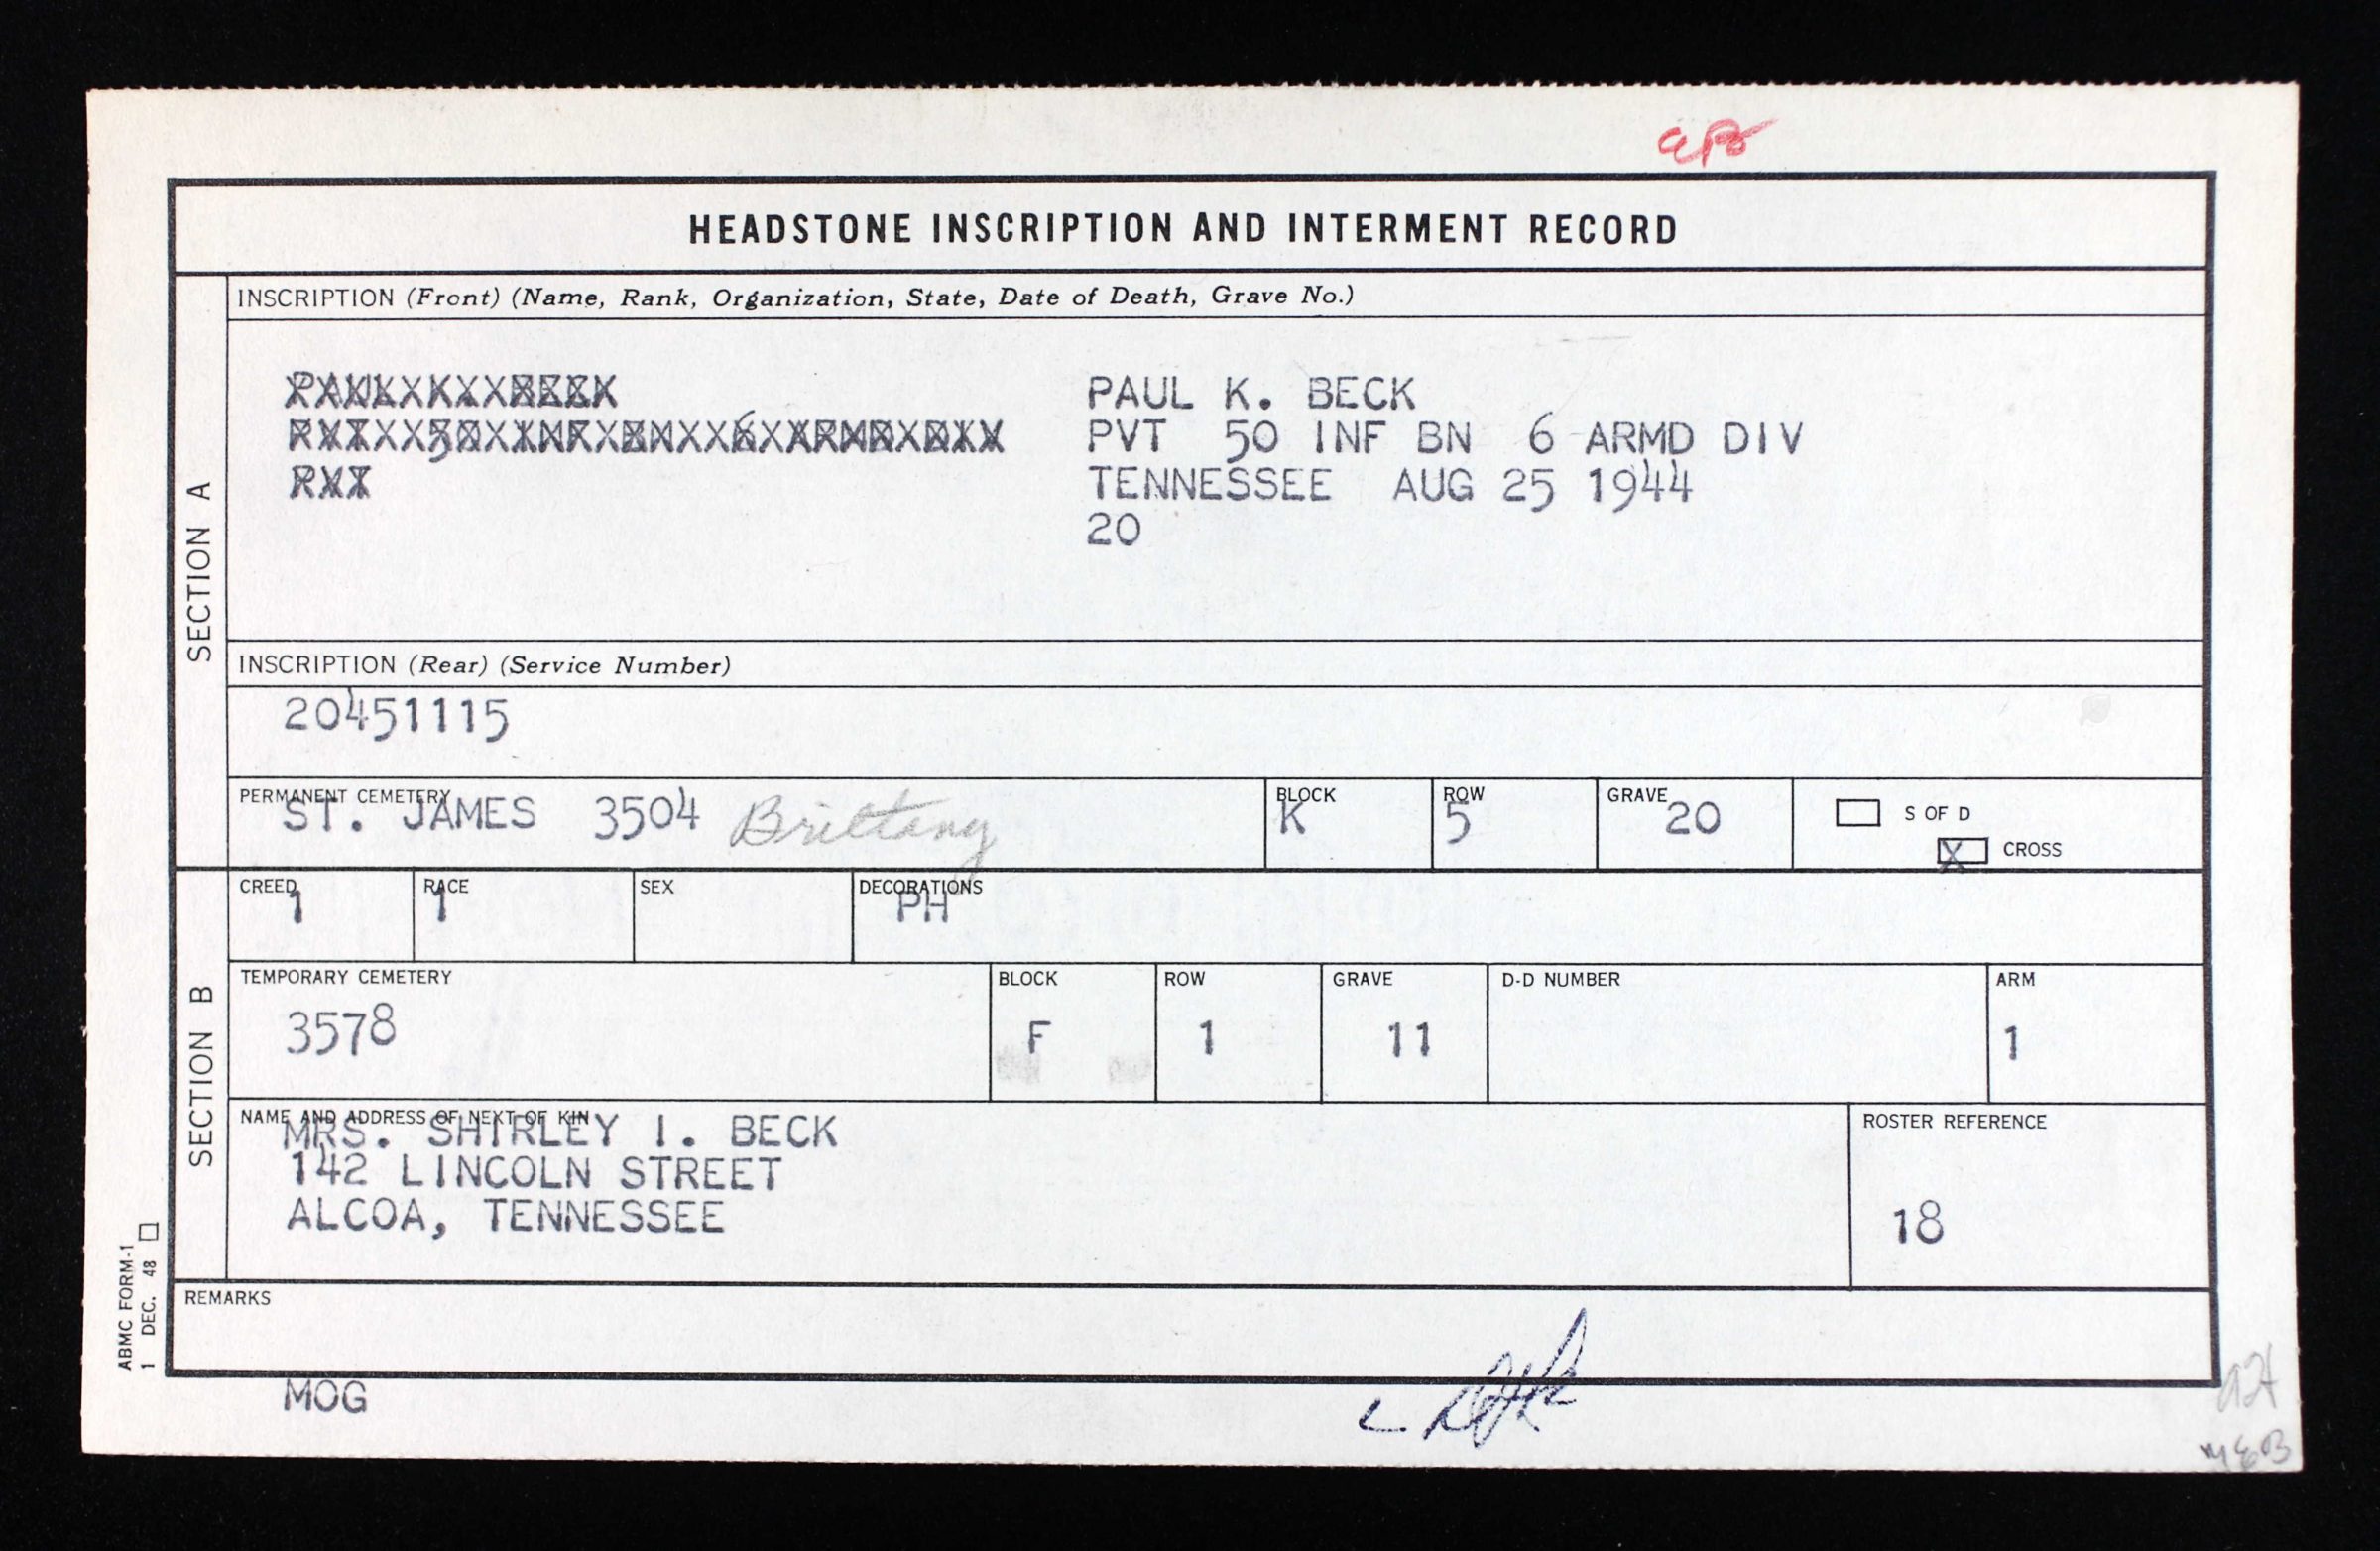 HEADSTONE INSCRIPTION AND INTERMENT RECORD
SECTION A
INSCRIPTION (Front) (Name, Rank, Organization, State, Date of Death, Grave No.)
PAUL K. BECK
PVT 50 INF BN 6 ARMD DIV
TENNESSEE AUG 25 1944
20
INSCRIPTION (Rear) (Service Number)
20451115
PERMANENT CEMETERY
ST. JAMES 3504 Brittany
BLOCK
K
ROW
5
GRAVE
20
S OF D
X CROSS
SECTION B
CREED
1
RACE
1
SEX
DECORATIONS
PH
TEMPORARY CEMETERY
3578
BLOCK
F
ROW
1
GRAVE
11
D-D NUMBER
ARM
1
NAME AND ADDRESS OF NEXT OF KIN
MRS. SHIRLEY I. BECK
142 LINCOLN STREET
ALCOA, TENNESSEE
ROSTER REFERENCE
18
REMARKS
ABMC FORM-1
1 DEC. 48
MOG